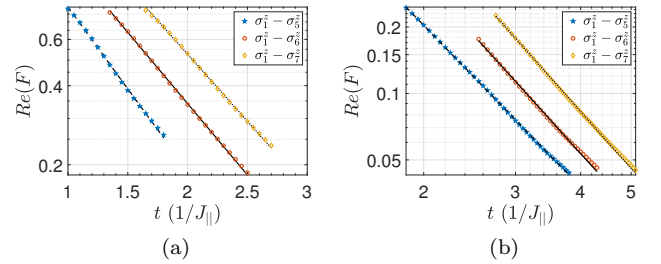 0.6
0.4
0.2
Re(F)
σ₁ᶻ − σ₅ᶻ
σ₁ᶻ − σ₆ᶻ
σ₁ᶻ − σ₇ᶻ
1 1.5 2 2.5 3
t (1/J||)
(a)
0.2
0.15
0.1
0.05
Re(F)
σ₁ᶻ − σ₅ᶻ
σ₁ᶻ − σ₆ᶻ
σ₁ᶻ − σ₇ᶻ
2 3 4 5
t (1/J||)
(b)